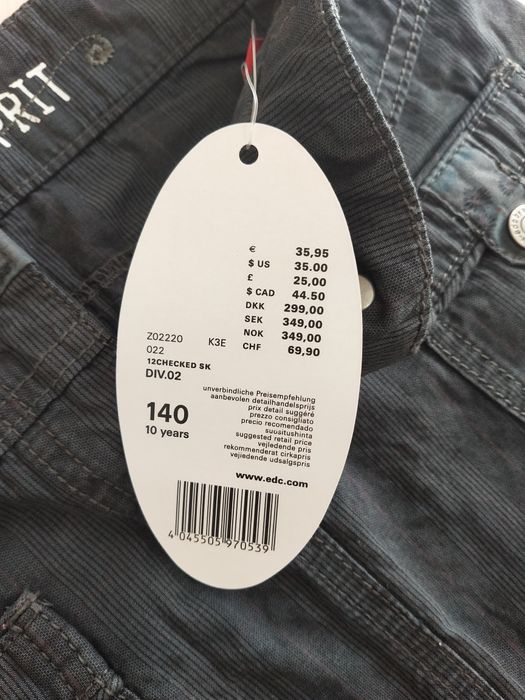 PRIT
€ 35,95
$ US 35.00
£ 25,00
$ CAD 44.50
DKK 299,00
SEK 349,00
NOK 349,00
CHF 69,90
Z02220 K3E
022
12CHECKED SK
DIV.02
140
10 years
unverbindliche Preisempfehlung
aanbevolen detailhandelsprijs
prix detail suggéré
prezzo consigliato
precio recomendado
suositushinta
suggested retail price
vejledende pris
rekommenderat cirkapris
vejledende udsalgspris
www.edc.com
4 045505 970539